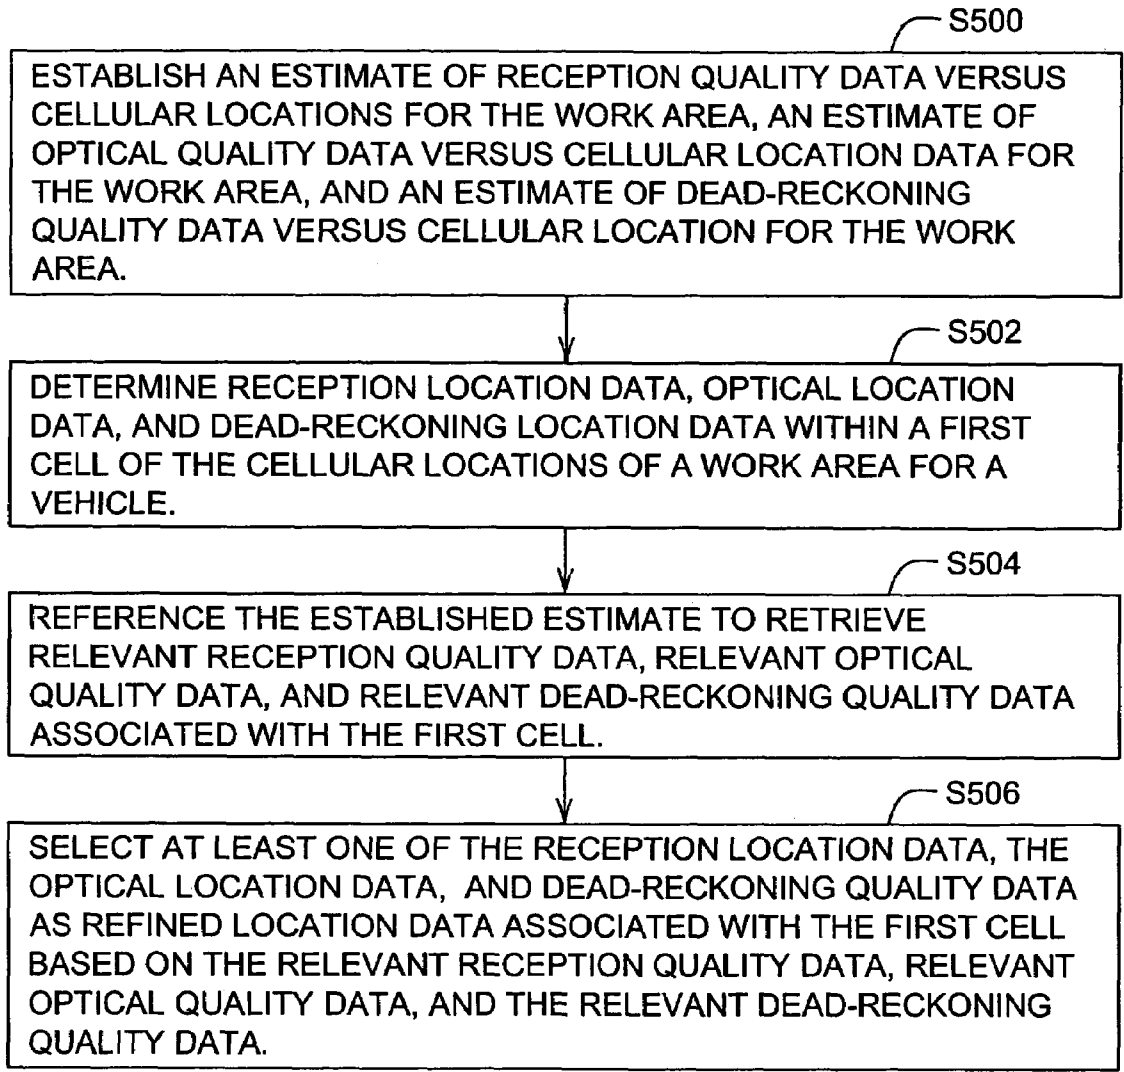 S500
ESTABLISH AN ESTIMATE OF RECEPTION QUALITY DATA VERSUS
CELLULAR LOCATIONS FOR THE WORK AREA, AN ESTIMATE OF
OPTICAL QUALITY DATA VERSUS CELLULAR LOCATION DATA FOR
THE WORK AREA, AND AN ESTIMATE OF DEAD-RECKONING
QUALITY DATA VERSUS CELLULAR LOCATION FOR THE WORK
AREA.
S502
DETERMINE RECEPTION LOCATION DATA, OPTICAL LOCATION
DATA, AND DEAD-RECKONING LOCATION DATA WITHIN A FIRST
CELL OF THE CELLULAR LOCATIONS OF A WORK AREA FOR A
VEHICLE.
S504
REFERENCE THE ESTABLISHED ESTIMATE TO RETRIEVE
RELEVANT RECEPTION QUALITY DATA, RELEVANT OPTICAL
QUALITY DATA, AND RELEVANT DEAD-RECKONING QUALITY DATA
ASSOCIATED WITH THE FIRST CELL.
S506
SELECT AT LEAST ONE OF THE RECEPTION LOCATION DATA, THE
OPTICAL LOCATION DATA, AND DEAD-RECKONING QUALITY DATA
AS REFINED LOCATION DATA ASSOCIATED WITH THE FIRST CELL
BASED ON THE RELEVANT RECEPTION QUALITY DATA, RELEVANT
OPTICAL QUALITY DATA, AND THE RELEVANT DEAD-RECKONING
QUALITY DATA.